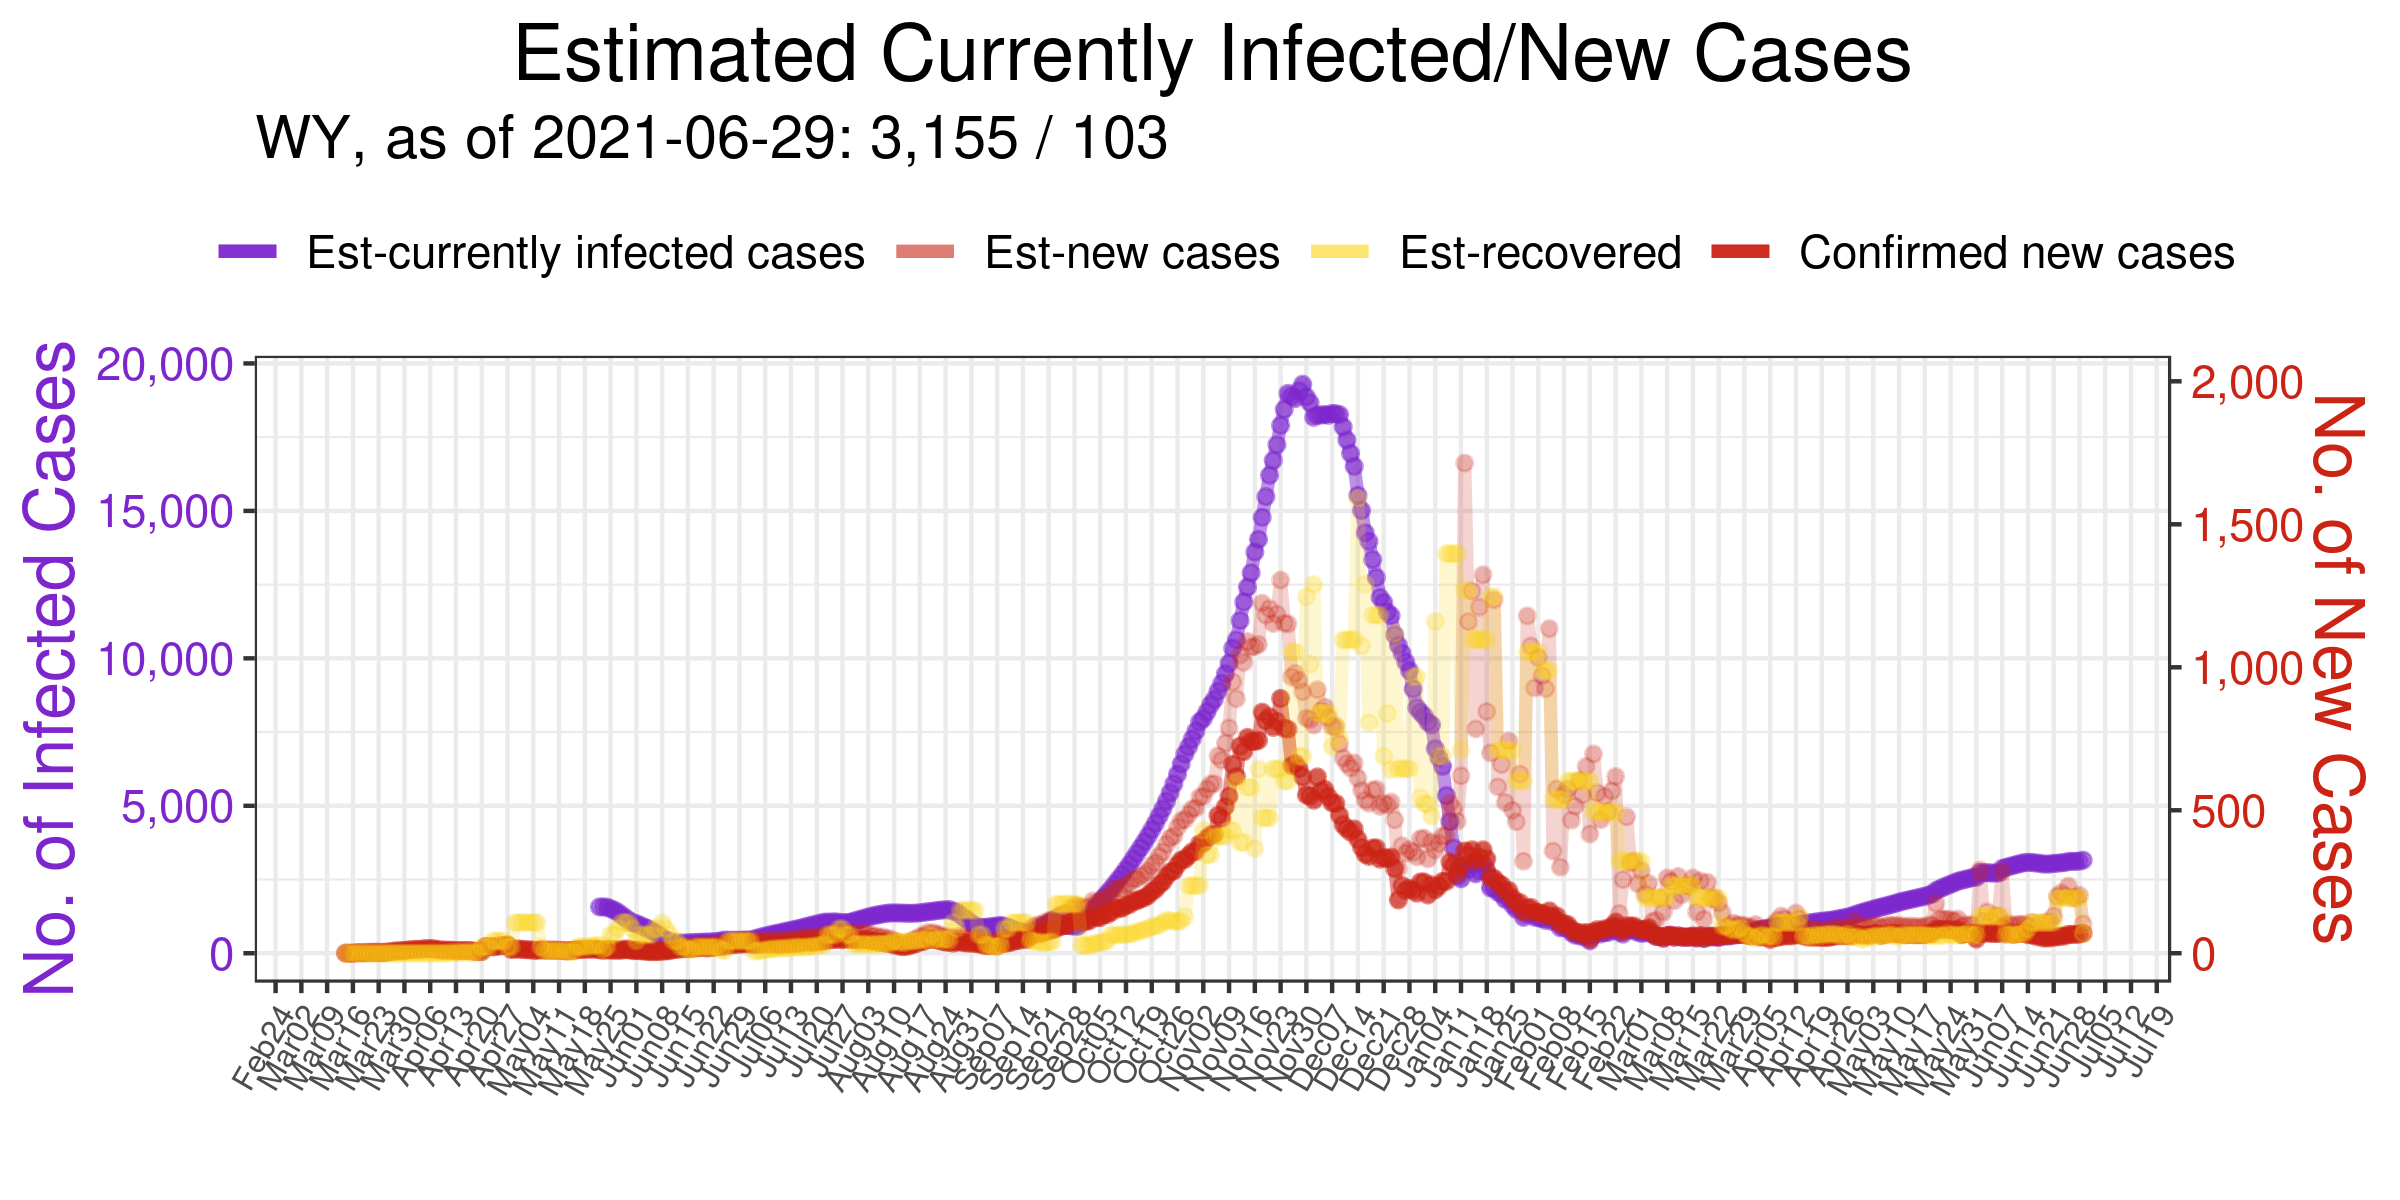 Estimated Currently Infected/New Cases
WY, as of 2021-06-29: 3,155 / 103
Est-currently infected cases
Est-new cases
Est-recovered
Confirmed new cases
No. of Infected Cases
20,000
15,000
10,000
5,000
0
2,000
1,500
1,000
500
0
No. of New Cases
Feb24
Mar02
Mar09
Mar16
Mar23
Mar30
Apr06
Apr13
Apr20
Apr27
May04
May11
May18
May25
Jun01
Jun08
Jun15
Jun22
Jun29
Jul06
Jul13
Jul20
Jul27
Aug03
Aug10
Aug17
Aug24
Aug31
Sep07
Sep14
Sep21
Sep28
Oct05
Oct12
Oct19
Oct26
Nov02
Nov09
Nov16
Nov23
Nov30
Dec07
Dec14
Dec21
Dec28
Jan04
Jan11
Jan18
Jan25
Feb01
Feb08
Feb15
Feb22
Mar01
Mar08
Mar15
Mar22
Mar29
Apr05
Apr12
Apr19
Apr26
May03
May10
May17
May24
May31
Jun07
Jun14
Jun21
Jun28
Jul05
Jul12
Jul19